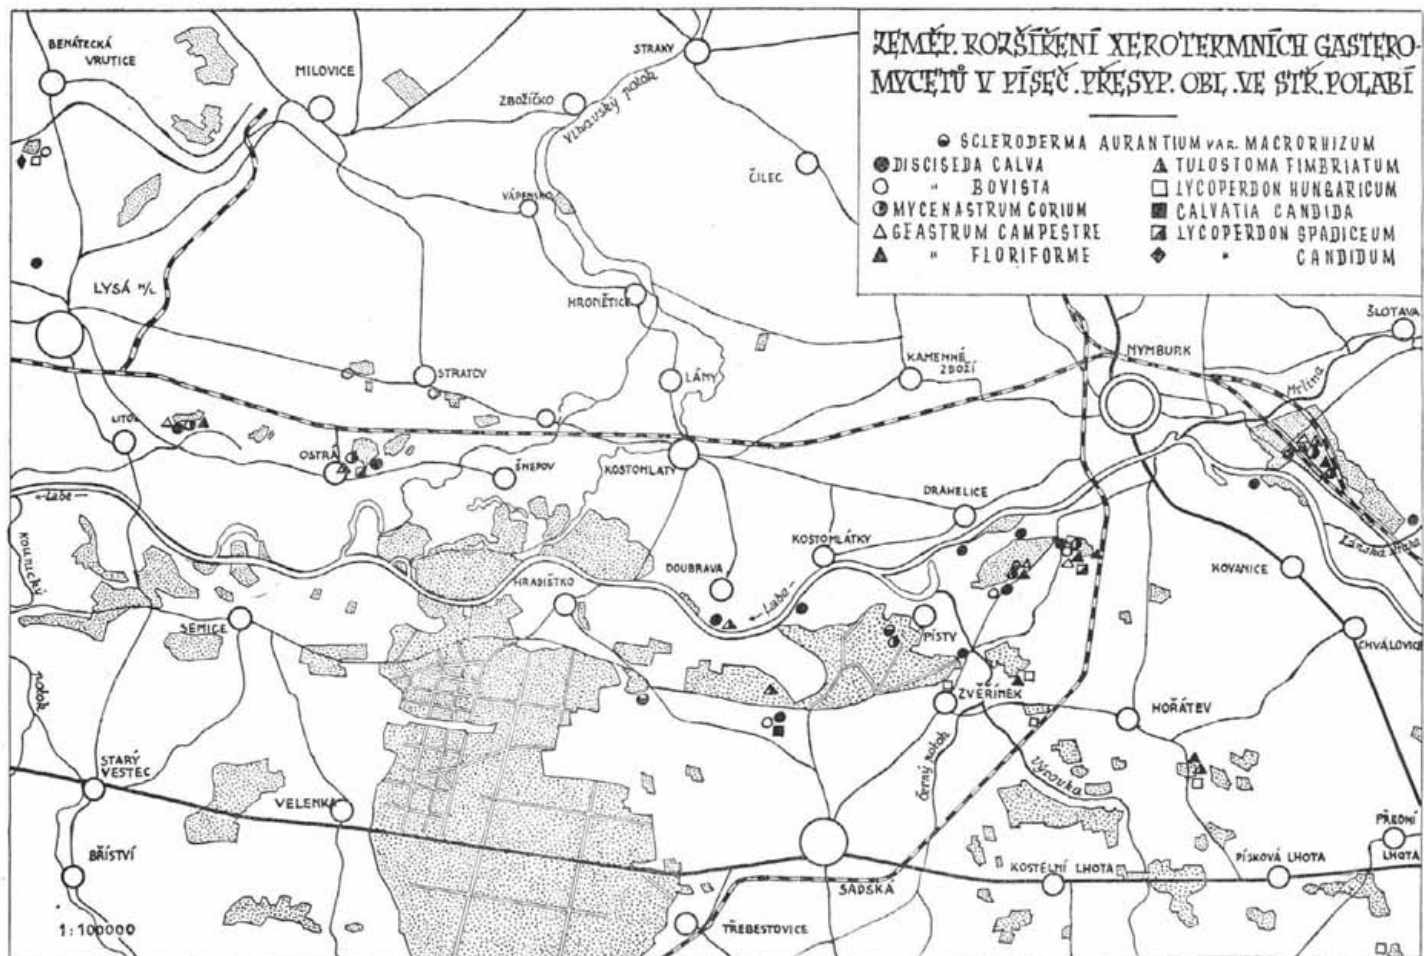 ZEMĚP. ROZŠÍŘENÍ XEROTERMNÍCH GASTERO-
MYCETŮ V PÍSEČ. PŘESYP. OBL. VE STŘ. POLABÍ
SCLERODERMA AURANTIUM VAR. MACRORHIZUM
DISCISEDA CALVA
" BOVISTA
MYCENASTRUM CORIUM
GEASTRUM CAMPESTRE
" FLORIFORME
TULOSTOMA FIMBRIATUM
LYCOPERDON HUNGARICUM
CALVATIA CANDIDA
LYCOPERDON SPADICEUM
" CANDIDUM
BENÁTECKÁ
VRUTICE
MILOVICE
STRAKY
ZBOŽÍČKO
Vlkavský potok
ČILEC
VÁPENSKO
LYSÁ N/L
HRONĚTICE
ŠLOTAVA
NYMBURK
KAMENNÉ
ZBOŽÍ
Mrlina
STRATOV
LÁNY
LITOL
OSTRÁ
ŠNEPOV
KOSTOMLATY
DRAHELICE
← Labe –
KOSTOMLÁTKY
DOUBRAVA
KOVANICE
HRADIŠTKO
← Labe –
SEMICE
PÍSTY
CHVÁLOVICE
potok
ZVĚŘÍNEK
HOŘÁTEV
STARÝ
VESTEC
Černý potok
Výrovka
VELENKA
PŘEDNÍ
LHOTA
BŘÍSTVÍ
KOSTELNÍ LHOTA
PÍSKOVÁ LHOTA
SADSKÁ
1:100000
TŘEBESTOVICE